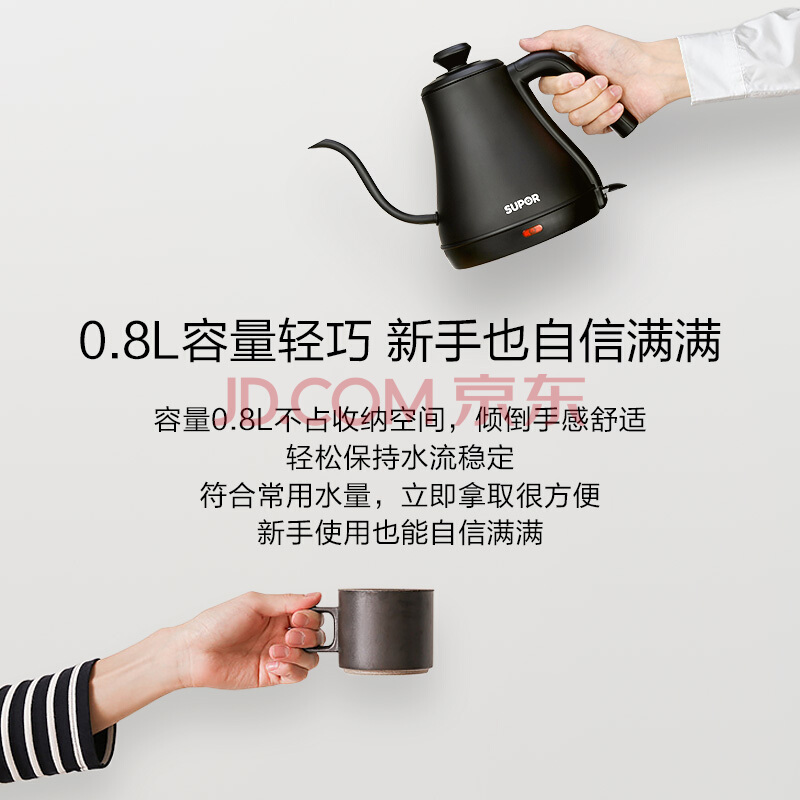 SUPOR
0.8L容量轻巧 新手也自信满满
JD.COM 京东
容量0.8L不占收纳空间，倾倒手感舒适
轻松保持水流稳定
符合常用水量，立即拿取很方便
新手使用也能自信满满